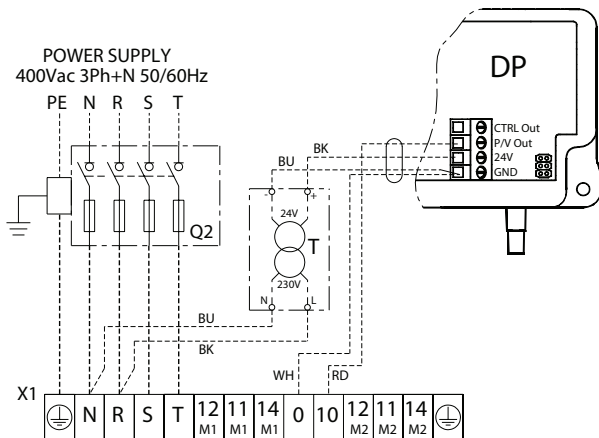 POWER SUPPLY
400Vac 3Ph+N 50/60Hz
PE N R S T
Q2
DP
CTRL Out
P/V Out
24V
GND
BU
BK
- +
24V
T
230V
N L
BU
BK
WH
RD
X1
N R S T 12 11 14 0 10 12 11 14
M1 M1 M1 M2 M2 M2